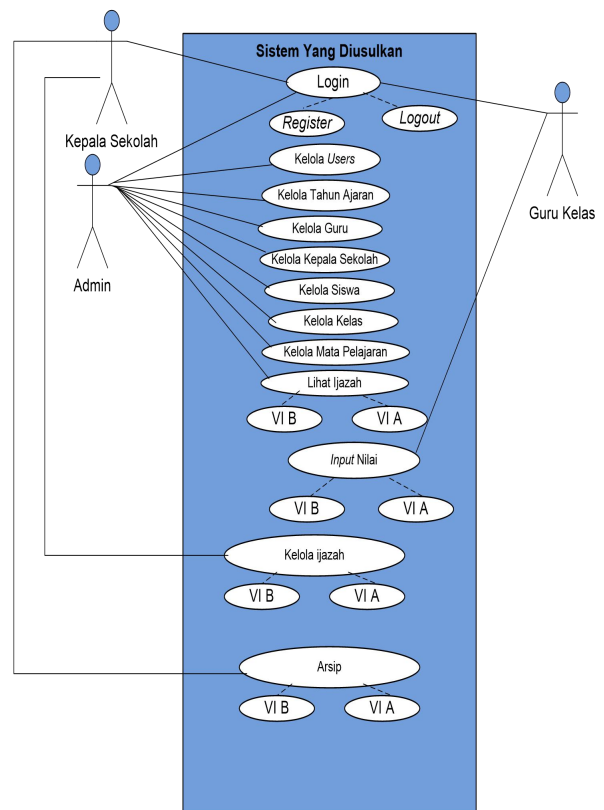 Sistem Yang Diusulkan
Login
Register
Logout
Kepala Sekolah
Kelola Users
Kelola Tahun Ajaran
Guru Kelas
Kelola Guru
Kelola Kepala Sekolah
Admin
Kelola Siswa
Kelola Kelas
Kelola Mata Pelajaran
Lihat Ijazah
VI B
VI A
Input Nilai
VI B
VI A
Kelola ijazah
VI B
VI A
Arsip
VI B
VI A